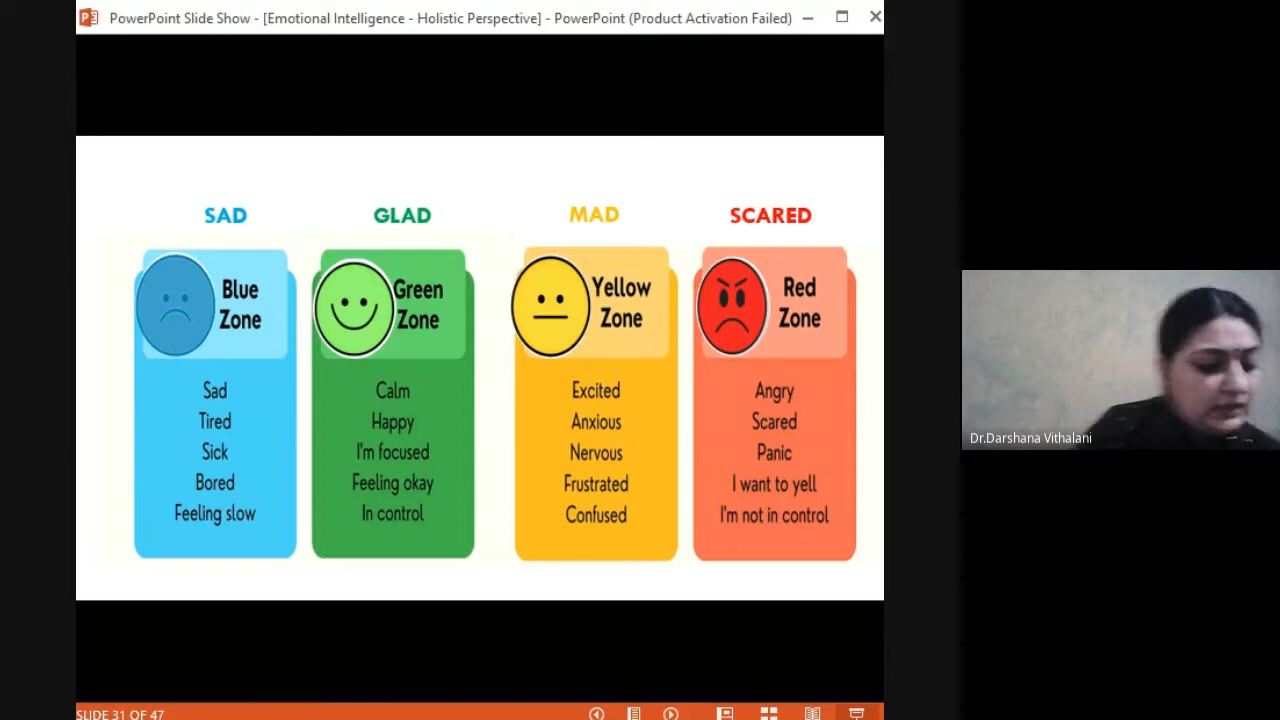 PowerPoint Slide Show - [Emotional Intelligence - Holistic Perspective] - PowerPoint (Product Activation Failed)
SAD
GLAD
MAD
SCARED
Blue
Zone
Sad
Tired
Sick
Bored
Feeling slow
Green
Zone
Calm
Happy
I'm focused
Feeling okay
In control
Yellow
Zone
Excited
Anxious
Nervous
Frustrated
Confused
Red
Zone
Angry
Scared
Panic
I want to yell
I'm not in control
Dr.Darshana Vithalani
SLIDE 31 OF 47